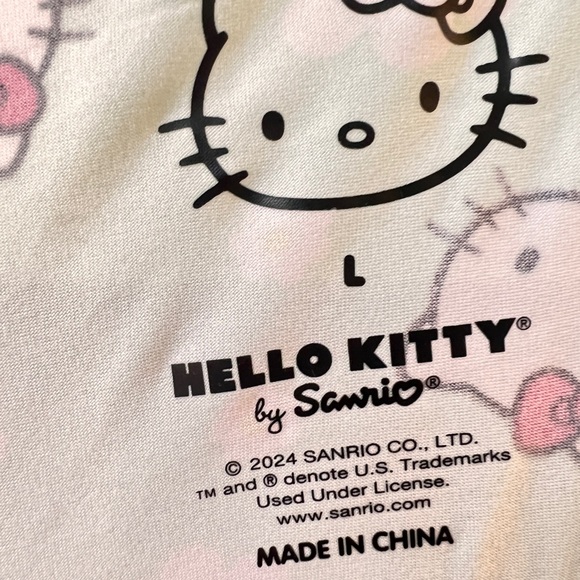 L
HELLO KITTY®
by Sanrio®
© 2024 SANRIO CO., LTD.
TM and ® denote U.S. Trademarks
Used Under License.
www.sanrio.com
MADE IN CHINA